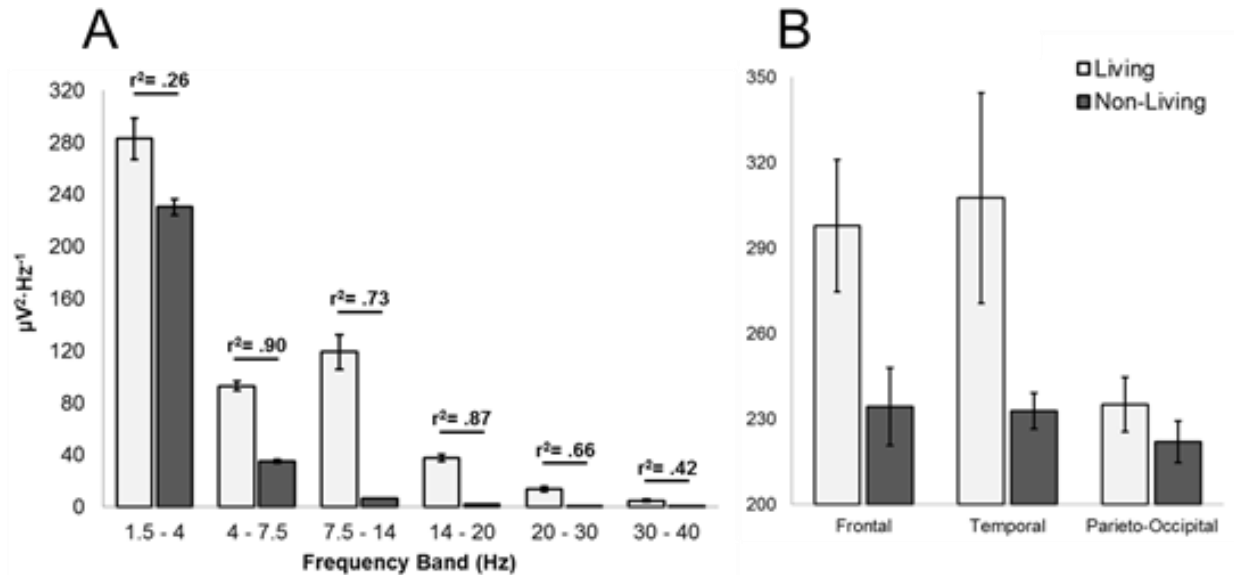 A
r²= .26
r²= .90
r²= .73
r²= .87
r²= .66
r²= .42
320
280
240
200
160
120
80
40
0
µV²·Hz⁻¹
1.5 - 4 4 - 7.5 7.5 - 14 14 - 20 20 - 30 30 - 40
Frequency Band (Hz)
B
Living
Non-Living
350
320
290
260
230
200
Frontal Temporal Parieto-Occipital